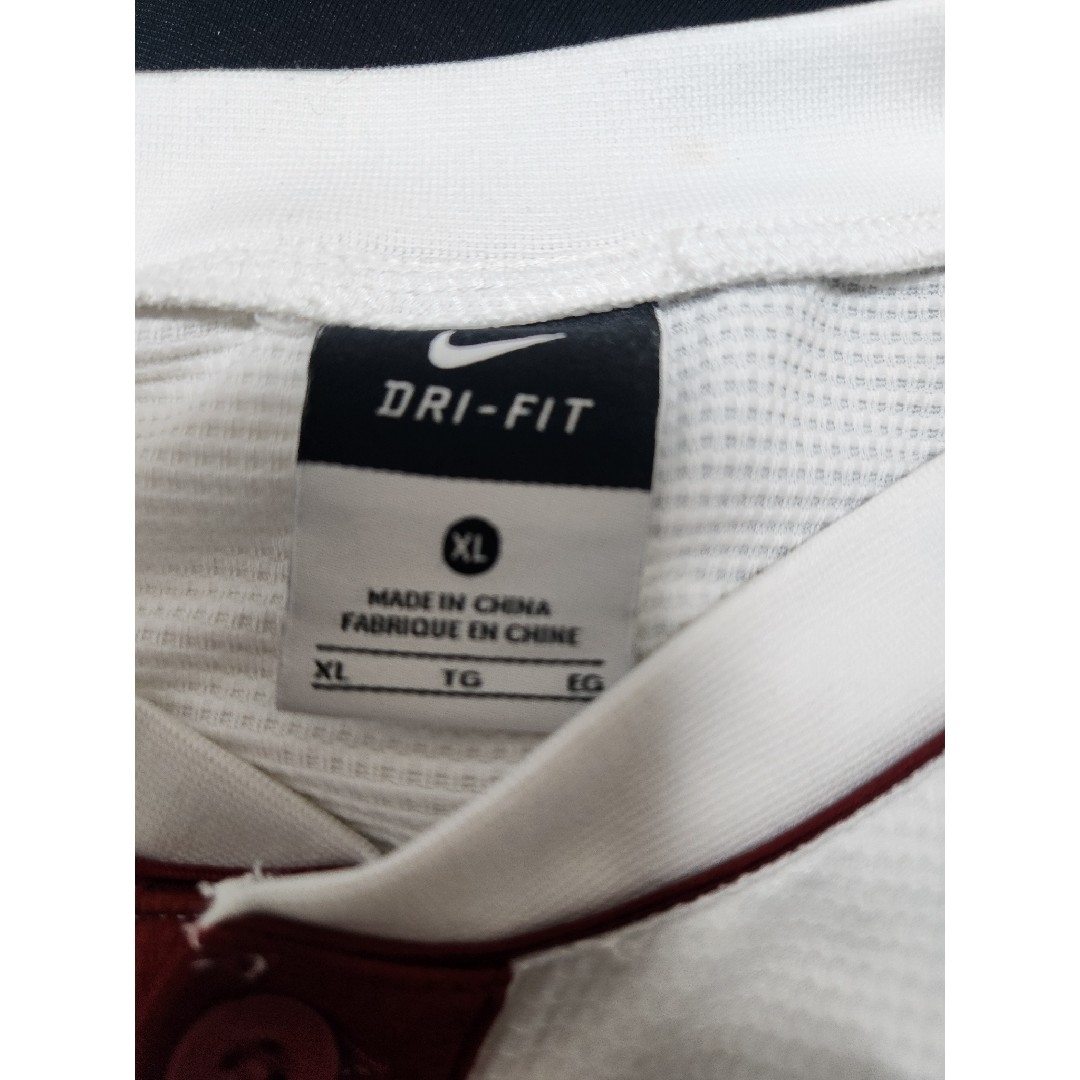 DRI-FIT
XL
MADE IN CHINA
FABRIQUE EN CHINE
XL TG EG